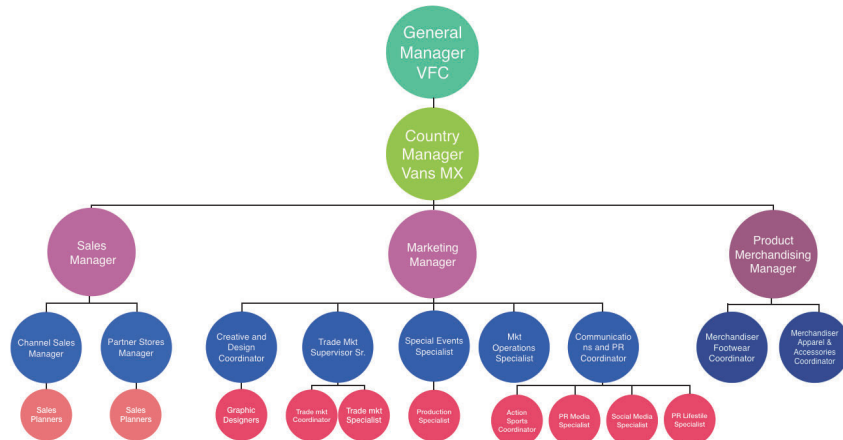 General
Manager
VFC
Country
Manager
Vans MX
Sales
Manager
Marketing
Manager
Product
Merchandising
Manager
Channel Sales
Manager
Partner Stores
Manager
Creative and
Design
Coordinator
Trade Mkt
Supervisor Sr.
Special Events
Specialist
Mkt
Operations
Specialist
Communicatio
ns and PR
Coordinator
Merchandiser
Footwear
Coordinator
Merchandiser
Apparel &
Accessories
Coordinator
Sales
Planners
Sales
Planners
Graphic
Designers
Trade mkt
Coordinator
Trade mkt
Specialist
Production
Specialist
Action
Sports
Coordinator
PR Media
Specialist
Social Media
Specialist
PR Lifestile
Specialist